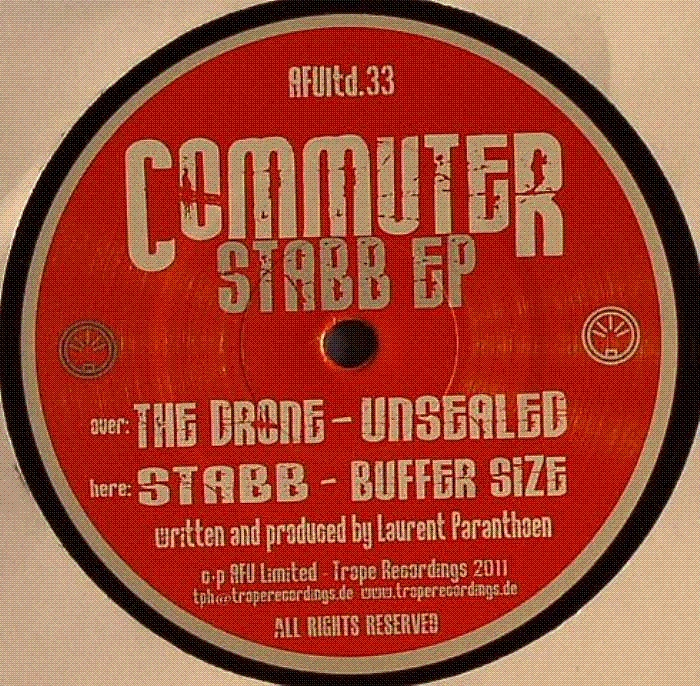 AFUltd.33
COMMUTER
STABB EP
over: THE DRONE - UNSEALED
here: STABB - BUFFER SIZE
written and produced by Laurent Paranthoen
c+p AFU Limited - Trope Recordings 2011
tph@troperecordings.de www.troperecordings.de
ALL RIGHTS RESERVED